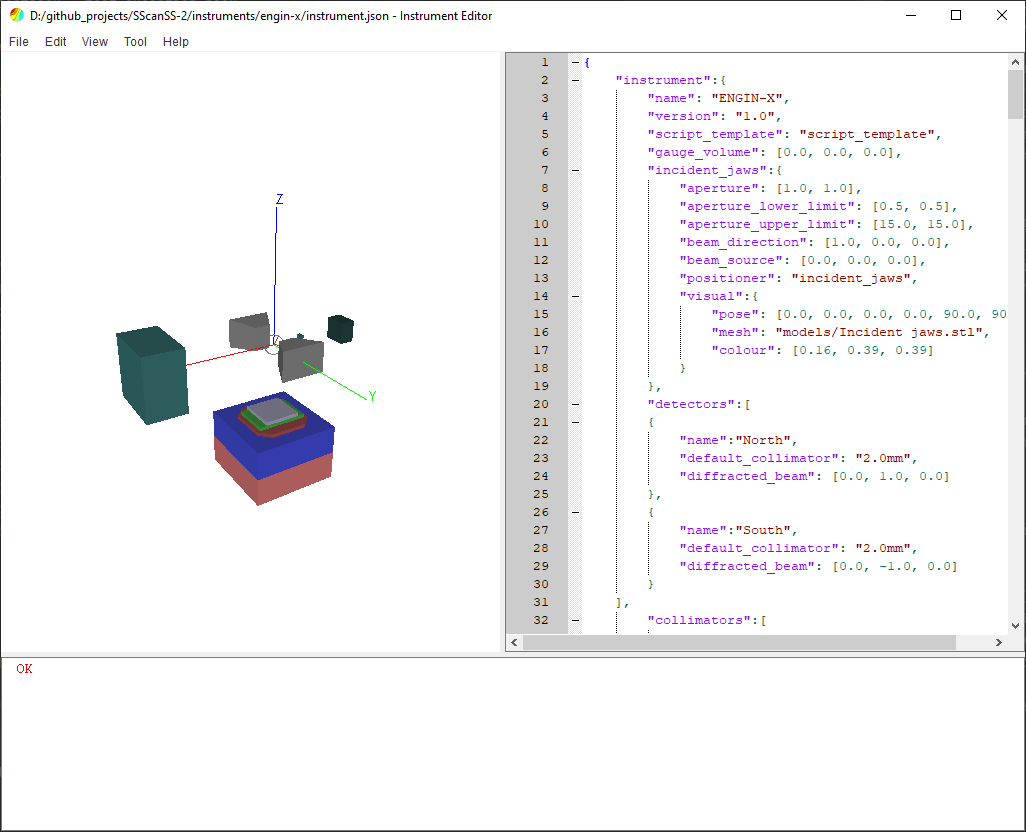 D:/github_projects/SScanSS-2/instruments/engin-x/instrument.json - Instrument Editor
File Edit View Tool Help
Z
Y
1 {
2 "instrument":{
3 "name": "ENGIN-X",
4 "version": "1.0",
5 "script_template": "script_template",
6 "gauge_volume": [0.0, 0.0, 0.0],
7 "incident_jaws":{
8 "aperture": [1.0, 1.0],
9 "aperture_lower_limit": [0.5, 0.5],
10 "aperture_upper_limit": [15.0, 15.0],
11 "beam_direction": [1.0, 0.0, 0.0],
12 "beam_source": [0.0, 0.0, 0.0],
13 "positioner": "incident_jaws",
14 "visual":{
15 "pose": [0.0, 0.0, 0.0, 0.0, 90.0, 90
16 "mesh": "models/Incident jaws.stl",
17 "colour": [0.16, 0.39, 0.39]
18 }
19 },
20 "detectors":[
21 {
22 "name":"North",
23 "default_collimator": "2.0mm",
24 "diffracted_beam": [0.0, 1.0, 0.0]
25 },
26 {
27 "name":"South",
28 "default_collimator": "2.0mm",
29 "diffracted_beam": [0.0, -1.0, 0.0]
30 }
31 ],
32 "collimators":[
OK